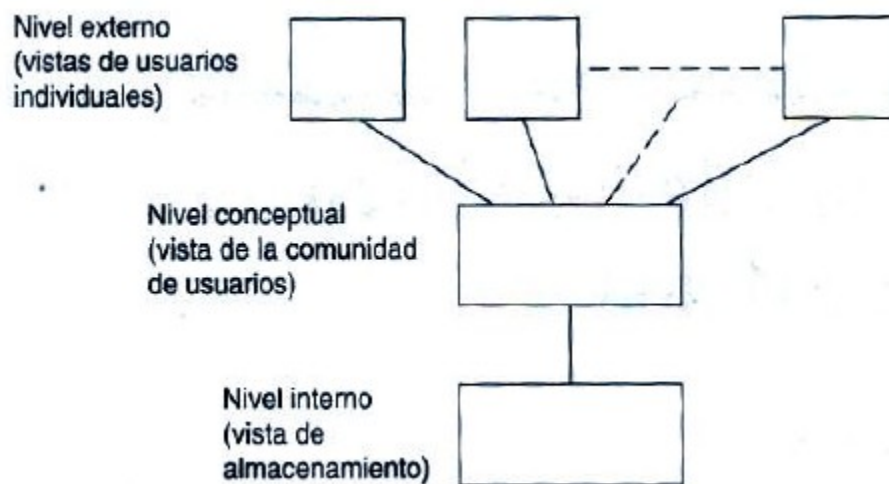 Nivel externo
(vistas de usuarios
individuales)
Nivel conceptual
(vista de la comunidad
de usuarios)
Nivel interno
(vista de
almacenamiento)